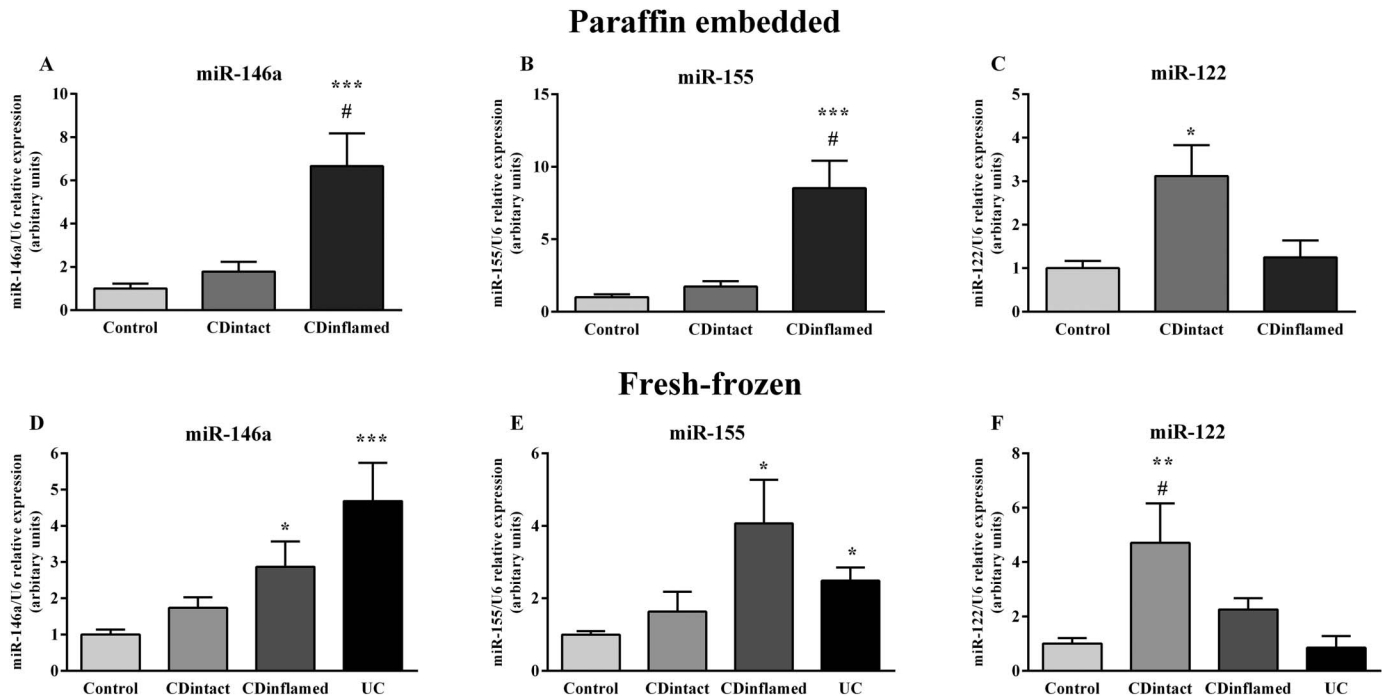 Paraffin embedded
A
miR-146a
miR-146a/U6 relative expression
(arbitary units)
10
8
6
4
2
0
***
#
Control CDintact CDinflamed
B
miR-155
miR-155/U6 relative expression
(arbitary units)
15
10
5
0
***
#
Control CDintact CDinflamed
C
miR-122
miR-122/U6 relative expression
(arbitary units)
5
4
3
2
1
0
*
Control CDintact CDinflamed
Fresh-frozen
D
miR-146a
miR-146a/U6 relative expression
(arbitary units)
6
5
4
3
2
1
0
*
***
Control CDintact CDinflamed UC
E
miR-155
miR-155/U6 relative expression
(arbitary units)
6
4
2
0
*
*
Control CDintact CDinflamed UC
F
miR-122
miR-122/U6 relative expression
(arbitary units)
8
6
4
2
0
**
#
Control CDintact CDinflamed UC